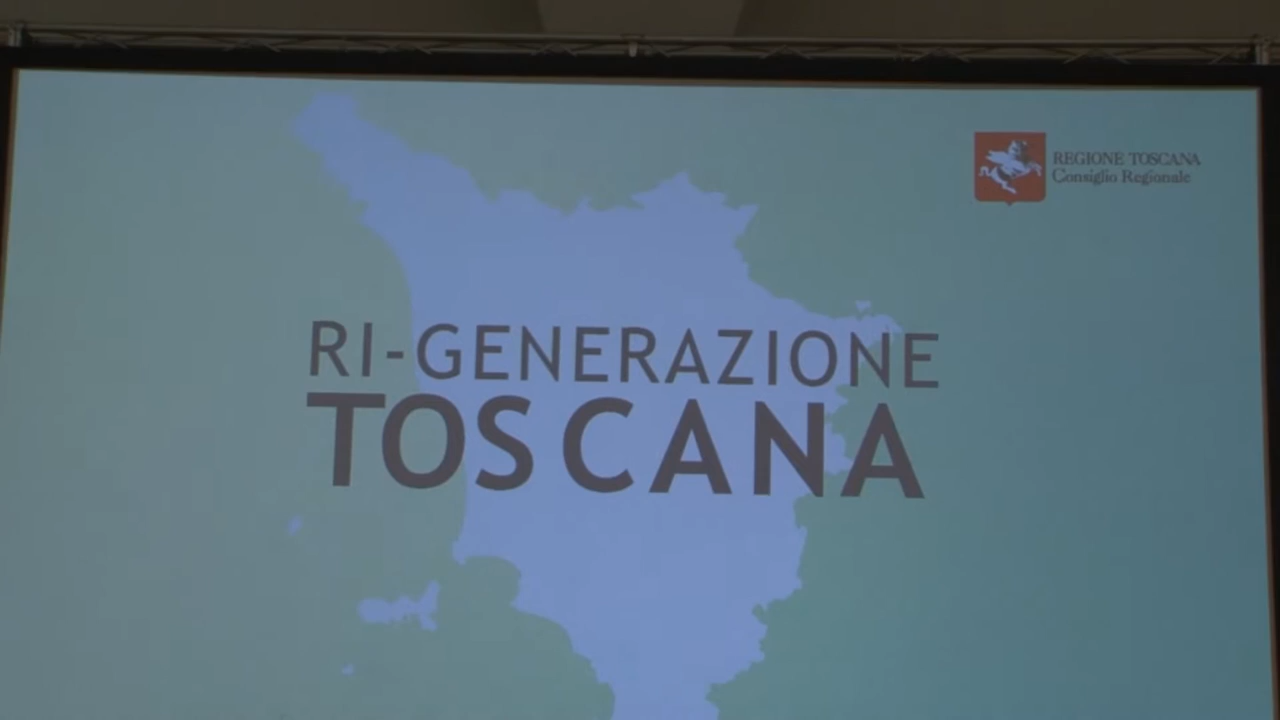 REGIONE TOSCANA
Consiglio Regionale
RI-GENERAZIONE
TOSCANA